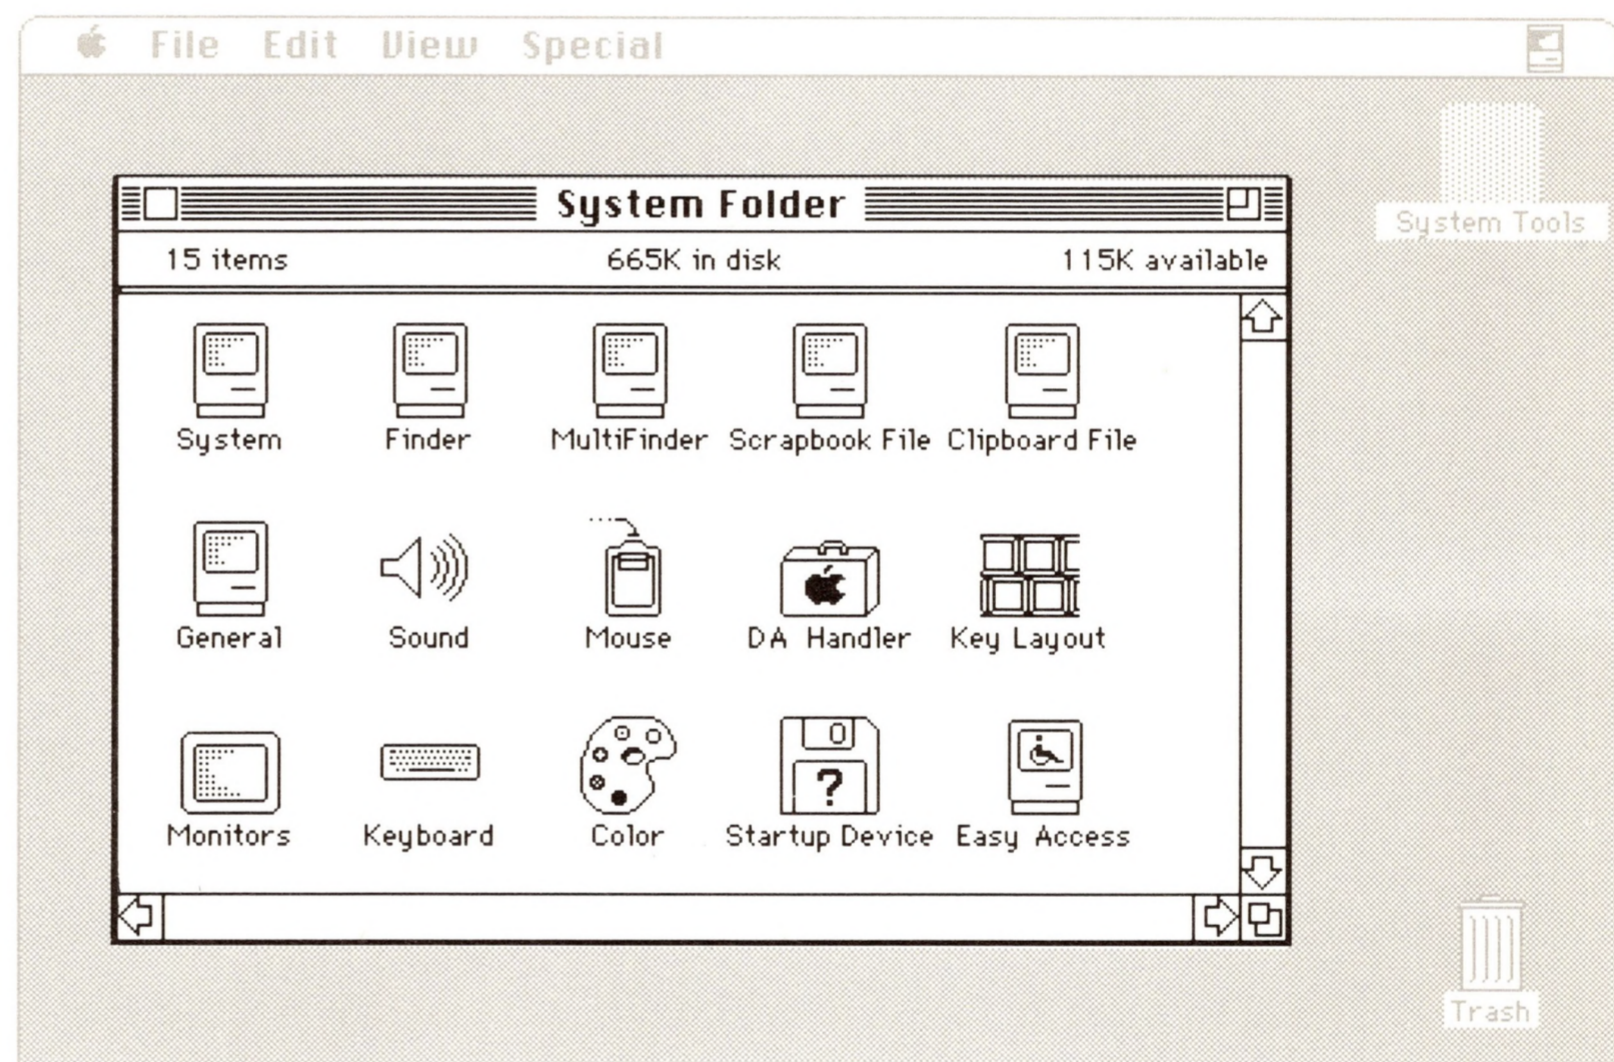 File Edit View Special
System Tools
System Folder
15 items 665K in disk 115K available
System Finder MultiFinder Scrapbook File Clipboard File
General Sound Mouse DA Handler Key Layout
0
?
Monitors Keyboard Color Startup Device Easy Access
Trash